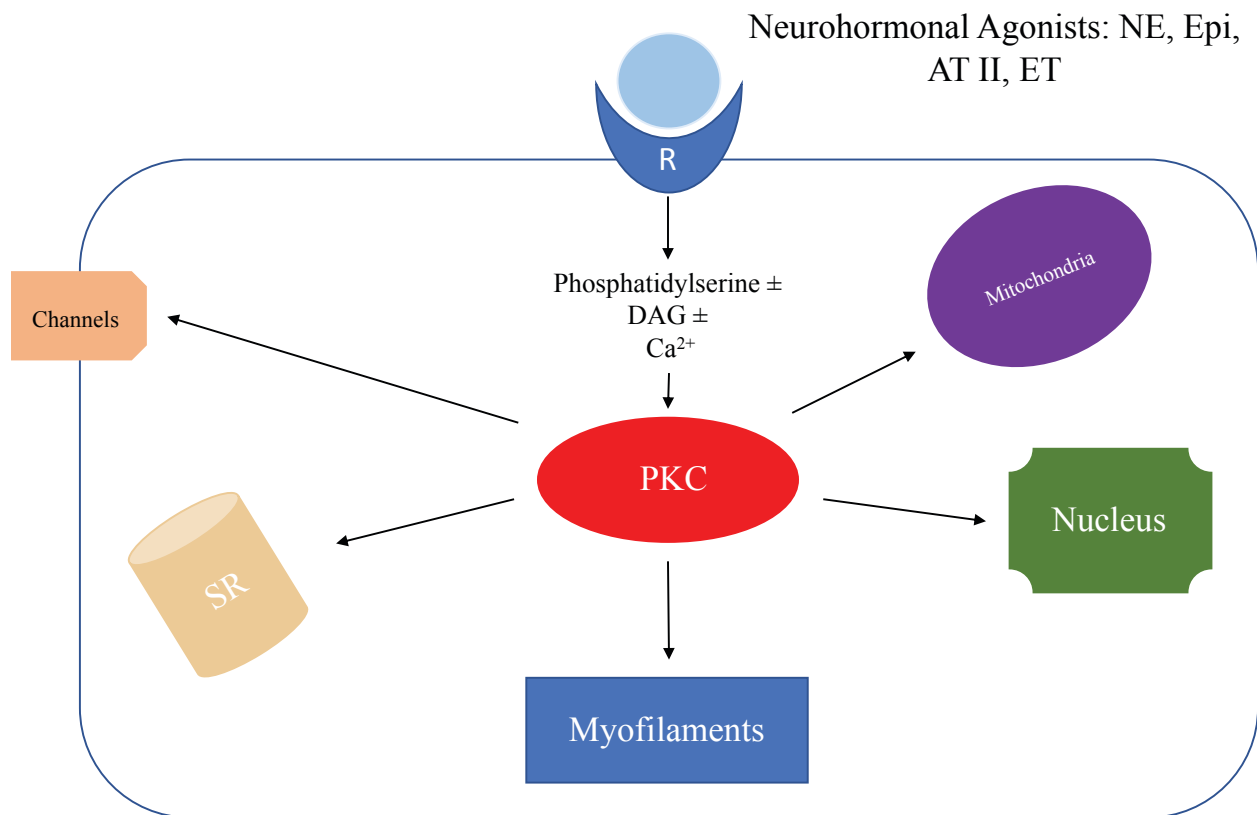 Neurohormonal Agonists: NE, Epi,
AT II, ET
R
Phosphatidylserine ±
DAG ±
Ca²⁺
Mitochondria
Channels
PKC
Nucleus
SR
Myofilaments